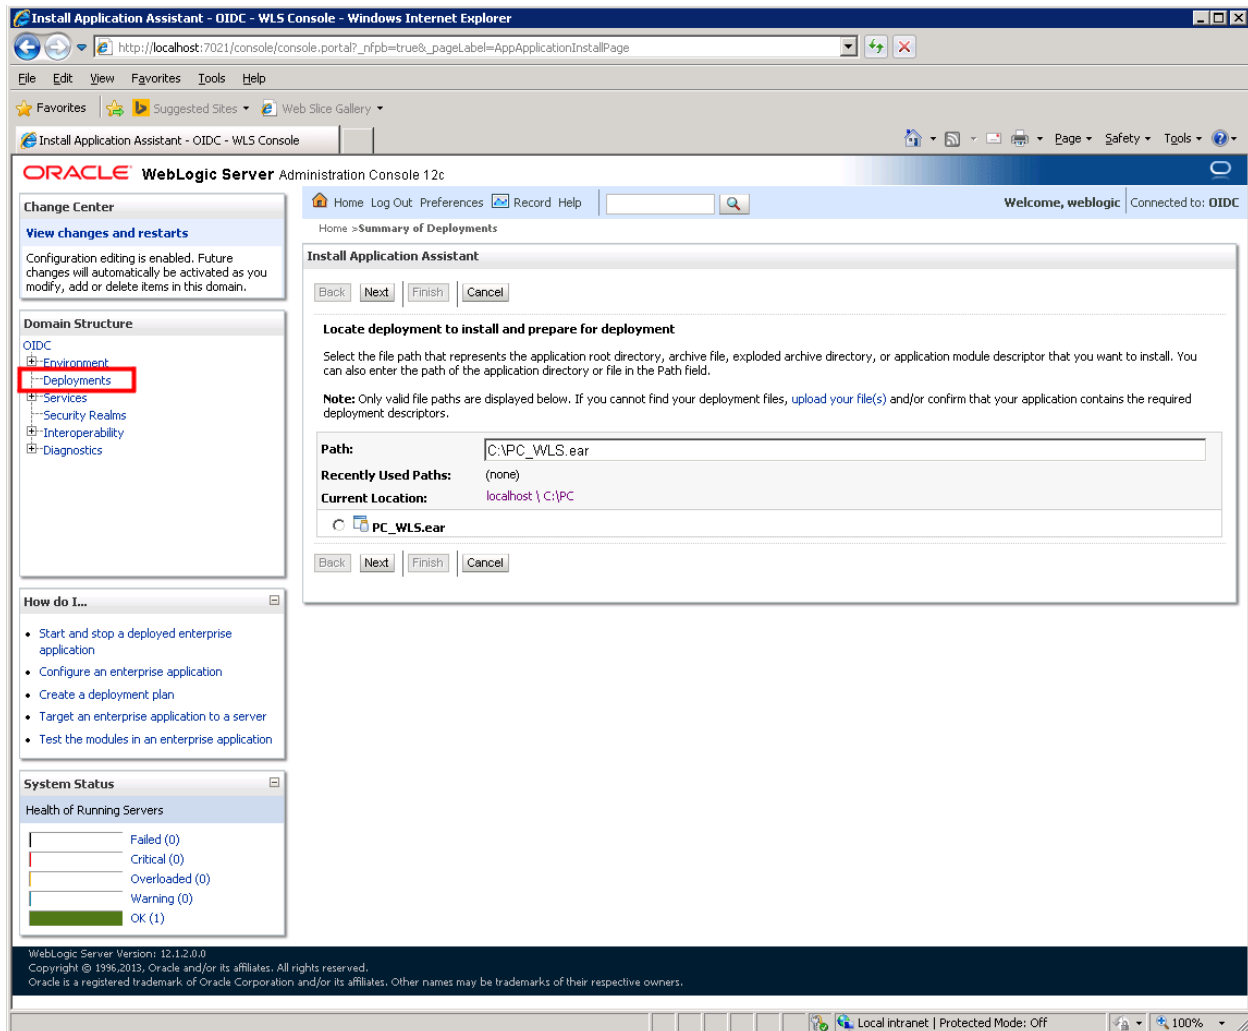 Install Application Assistant - OIDC - WLS Console - Windows Internet Explorer
http://localhost:7021/console/console.portal?_nfpb=true&_pageLabel=AppApplicationInstallPage
File Edit View Favorites Tools Help
Favorites Suggested Sites Web Slice Gallery
Install Application Assistant - OIDC - WLS Console
Page Safety Tools
ORACLE WebLogic Server Administration Console 12c
Change Center
View changes and restarts
Configuration editing is enabled. Future
changes will automatically be activated as you
modify, add or delete items in this domain.
Domain Structure
OIDC
Environment
Deployments
Services
Security Realms
Interoperability
Diagnostics
How do I...
Start and stop a deployed enterprise
application
Configure an enterprise application
Create a deployment plan
Target an enterprise application to a server
Test the modules in an enterprise application
System Status
Health of Running Servers
Failed (0)
Critical (0)
Overloaded (0)
Warning (0)
OK (1)
Home Log Out Preferences Record Help
Welcome, weblogic Connected to: OIDC
Home >Summary of Deployments
Install Application Assistant
Back Next Finish Cancel
Locate deployment to install and prepare for deployment
Select the file path that represents the application root directory, archive file, exploded archive directory, or application module descriptor that you want to install. You
can also enter the path of the application directory or file in the Path field.
Note: Only valid file paths are displayed below. If you cannot find your deployment files, upload your file(s) and/or confirm that your application contains the required
deployment descriptors.
Path: C:\PC_WLS.ear
Recently Used Paths: (none)
Current Location: localhost \ C:\PC
PC_WLS.ear
Back Next Finish Cancel
WebLogic Server Version: 12.1.2.0.0
Copyright © 1996,2013, Oracle and/or its affiliates. All rights reserved.
Oracle is a registered trademark of Oracle Corporation and/or its affiliates. Other names may be trademarks of their respective owners.
Local intranet | Protected Mode: Off 100%